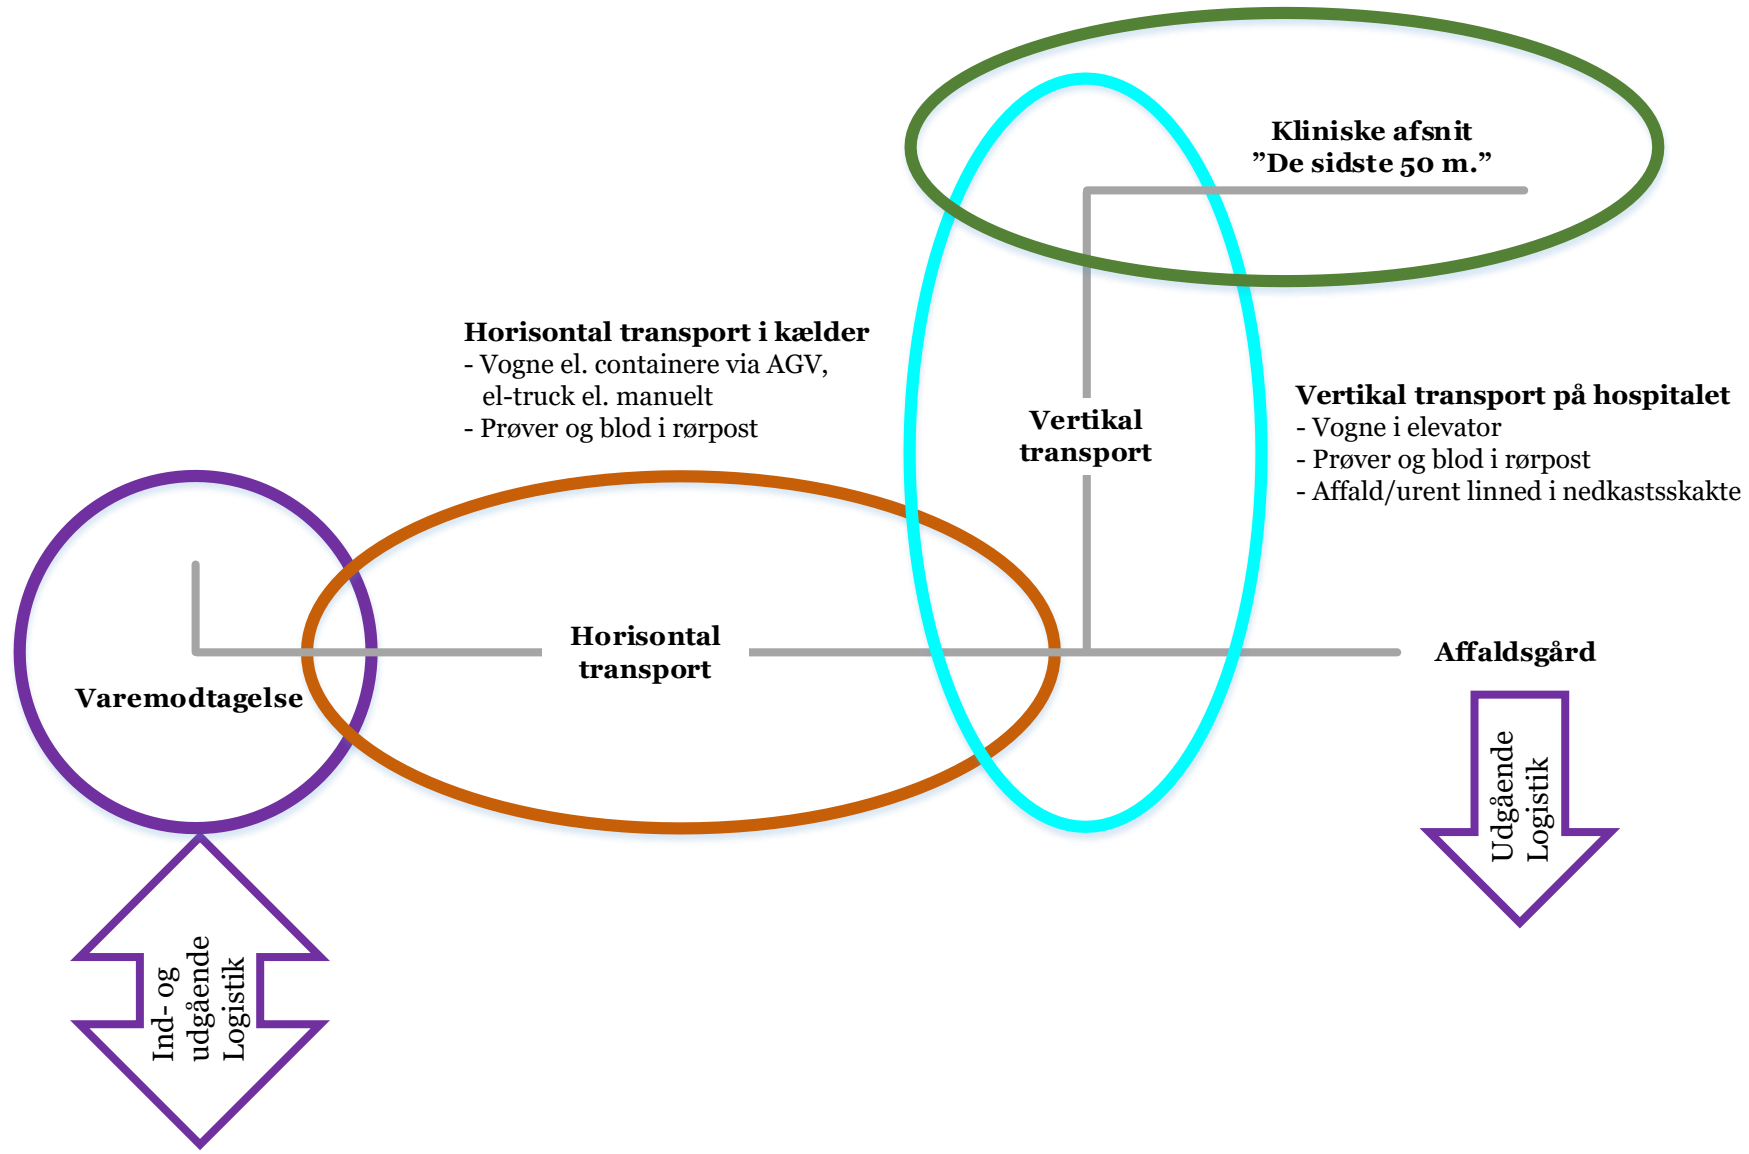 Kliniske afsnit
”De sidste 50 m.”
Horisontal transport i kælder
- Vogne el. containere via AGV,
el-truck el. manuelt
- Prøver og blod i rørpost
Vertikal
transport
Vertikal transport på hospitalet
- Vogne i elevator
- Prøver og blod i rørpost
- Affald/urent linned i nedkastsskakte
Varemodtagelse
Horisontal
transport
Affaldsgård
Ind- og
udgående
Logistik
Udgående
Logistik